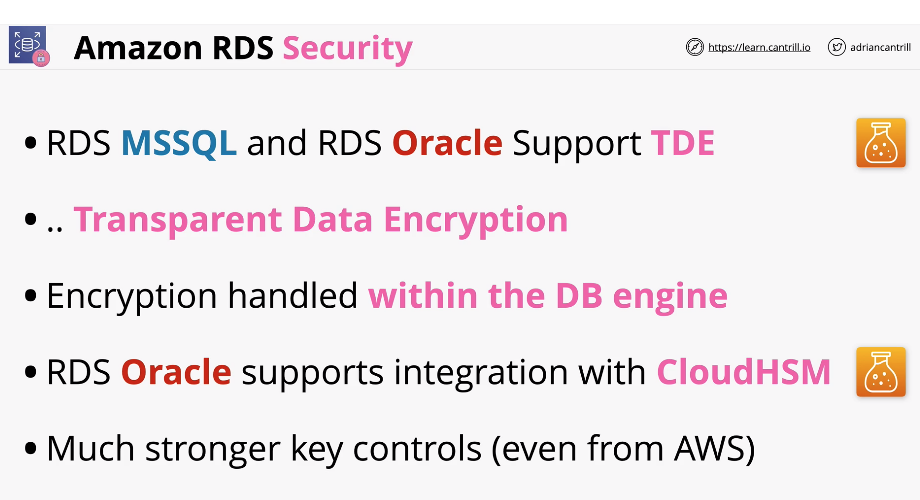 Amazon RDS Security
https://learn.cantrill.io
adriancantrill
• RDS MSSQL and RDS Oracle Support TDE
• .. Transparent Data Encryption
• Encryption handled within the DB engine
• RDS Oracle supports integration with CloudHSM
• Much stronger key controls (even from AWS)